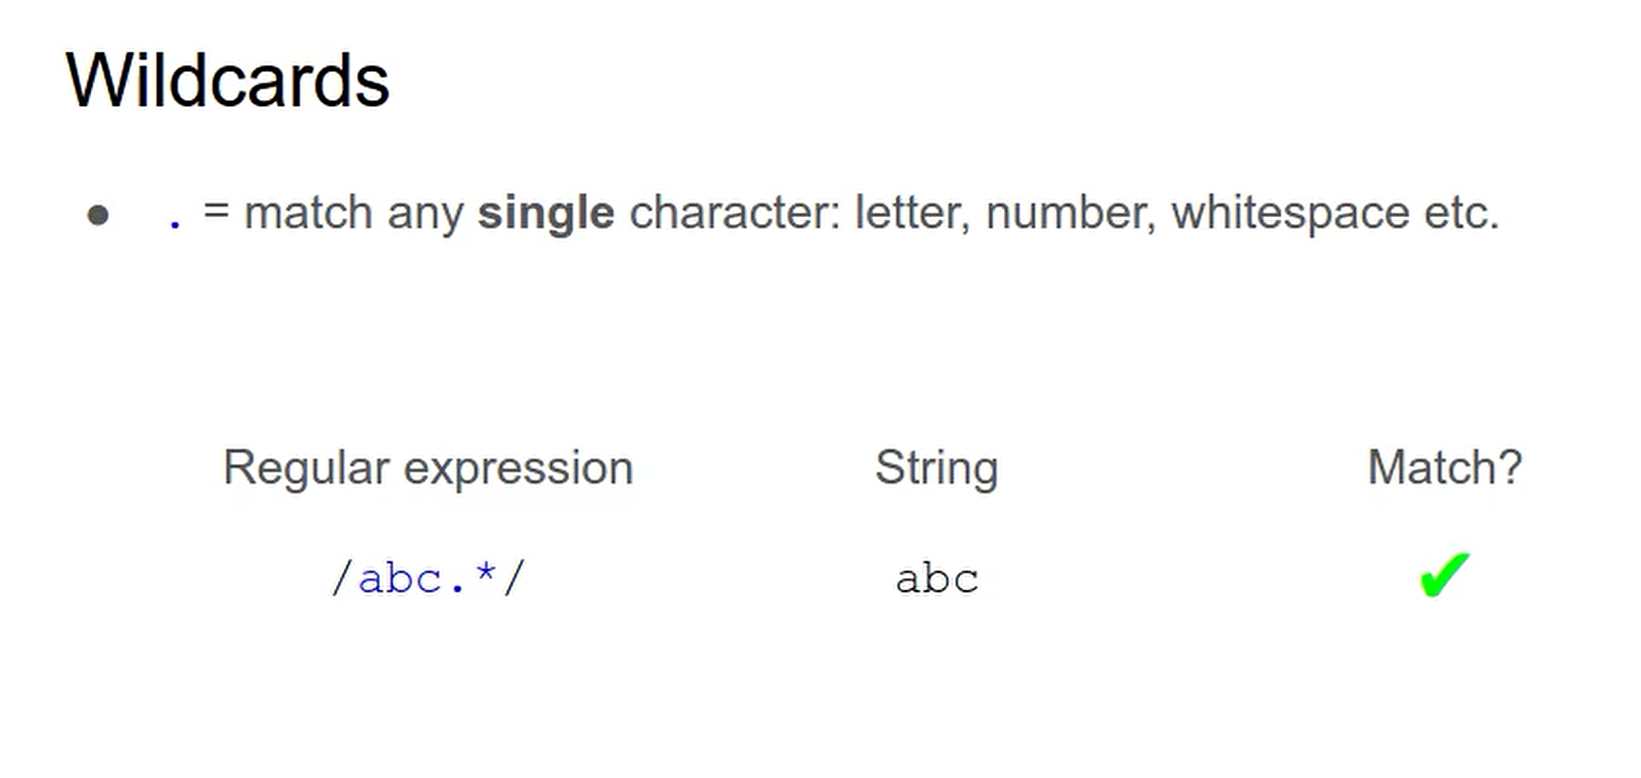 Wildcards
● . = match any single character: letter, number, whitespace etc.
Regular expression String Match?
/abc.*/ abc ✔